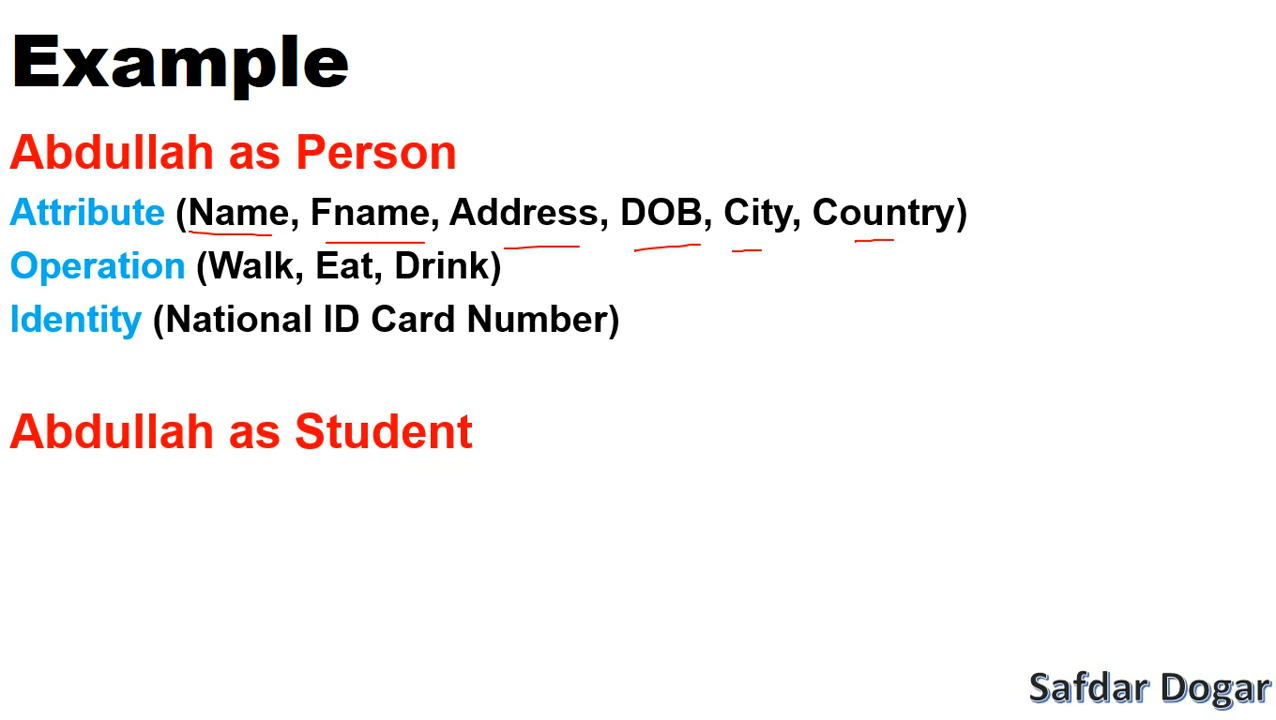 Example
Abdullah as Person
Attribute (Name, Fname, Address, DOB, City, Country)
Operation (Walk, Eat, Drink)
Identity (National ID Card Number)
Abdullah as Student
Safdar Dogar